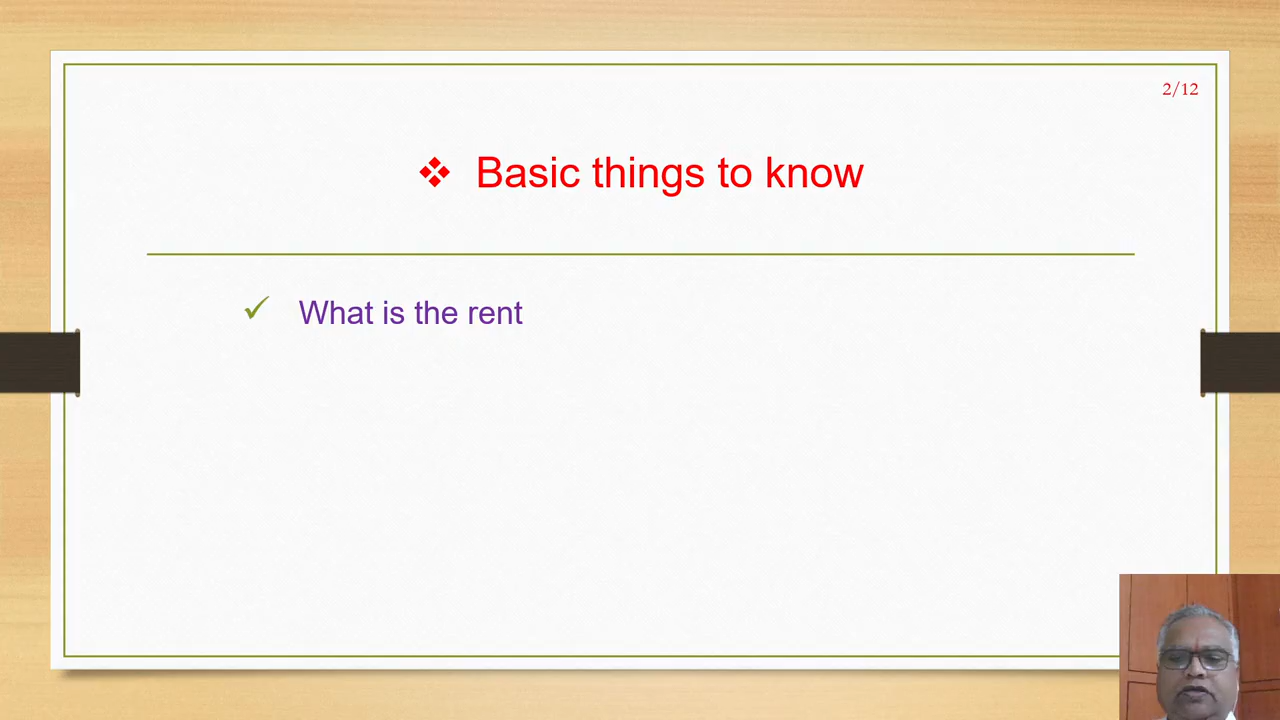 2/12
❖ Basic things to know
✓ What is the rent